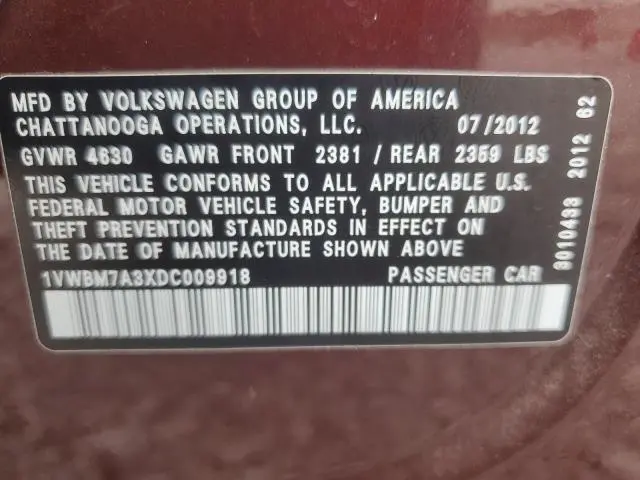 MFD BY VOLKSWAGEN GROUP OF AMERICA
CHATTANOOGA OPERATIONS, LLC. 07/2012
GVWR 4630 GAWR FRONT 2381 / REAR 2359 LBS
THIS VEHICLE CONFORMS TO ALL APPLICABLE U.S.
FEDERAL MOTOR VEHICLE SAFETY, BUMPER AND
THEFT PREVENTION STANDARDS IN EFFECT ON
THE DATE OF MANUFACTURE SHOWN ABOVE
1VWBM7A3XDC009918 PASSENGER CAR
3010433 2012 62